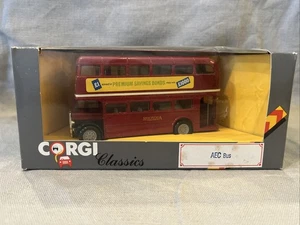 PREMIUM SAVINGS BONDS
CORGI
Classics
AEC Bus